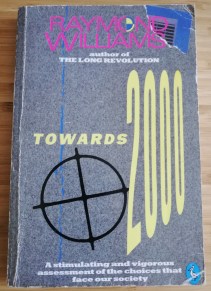 RAYMOND
WILLIAMS
author of
THE LONG REVOLUTION
TOWARDS
2000
A stimulating and vigorous
assessment of the choices that
face our society